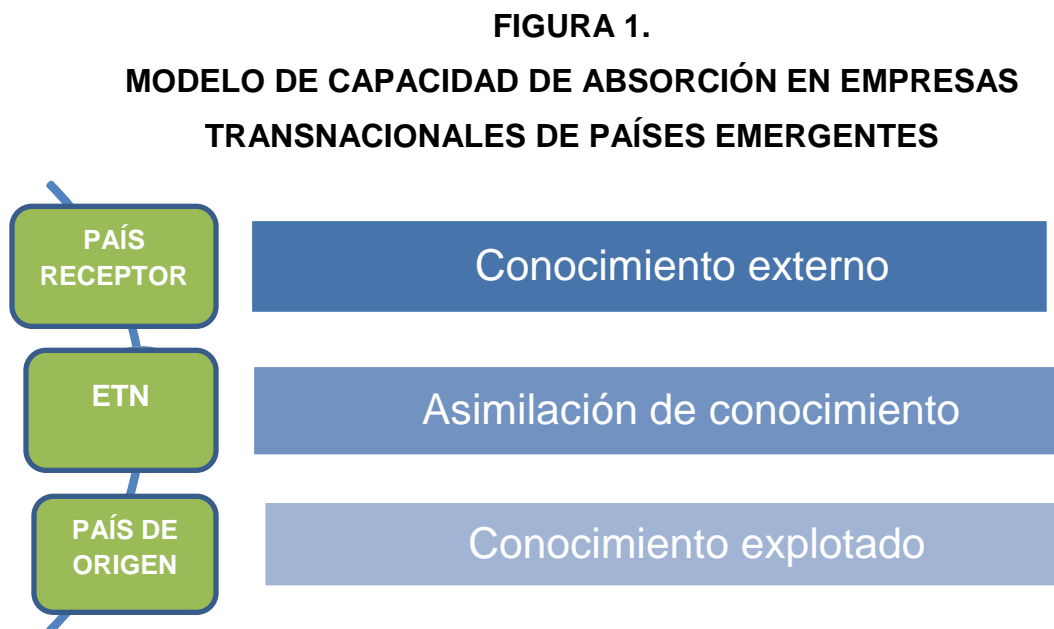 FIGURA 1.
MODELO DE CAPACIDAD DE ABSORCIÓN EN EMPRESAS
TRANSNACIONALES DE PAÍSES EMERGENTES
PAÍS
RECEPTOR
Conocimiento externo
ETN
Asimilación de conocimiento
PAÍS DE
ORIGEN
Conocimiento explotado